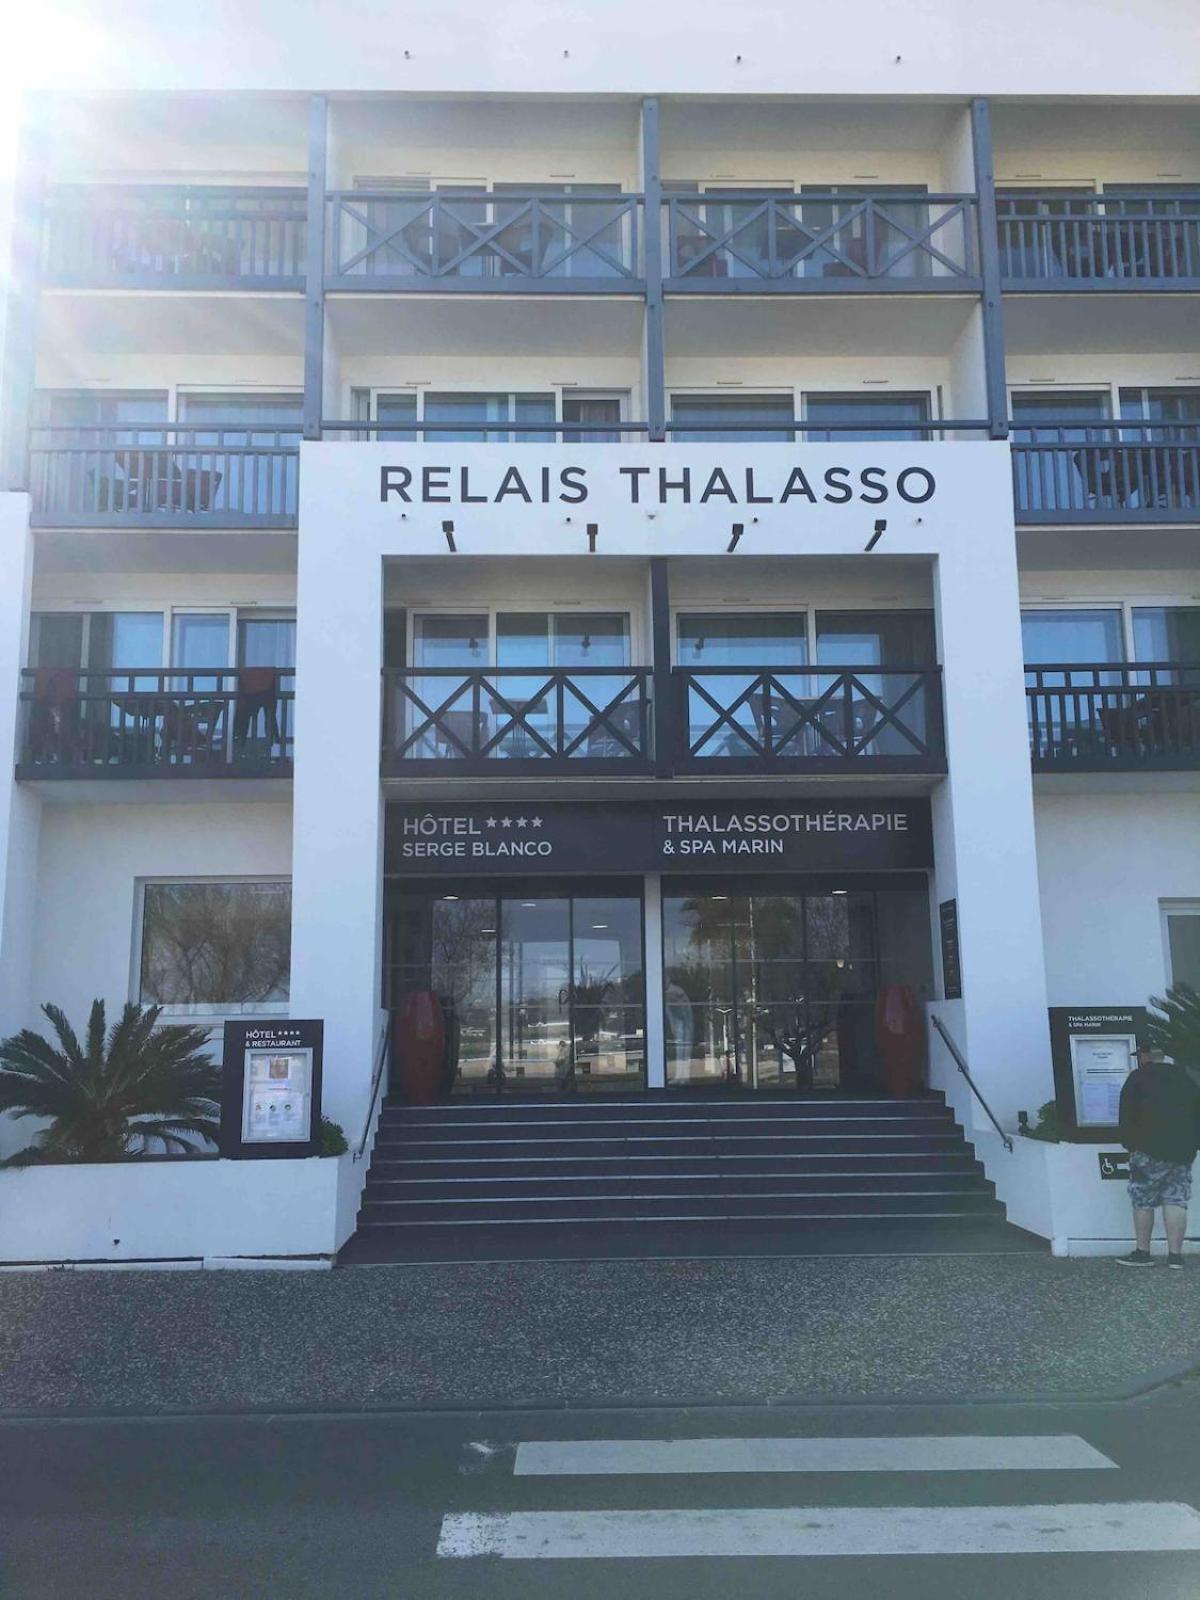 RELAIS THALASSO
HÔTEL ★★★★
SERGE BLANCO
THALASSOTHÉRAPIE
& SPA MARIN
HÔTEL ★★★★
& RESTAURANT
THALASSOTHÉRAPIE
& SPA MARIN